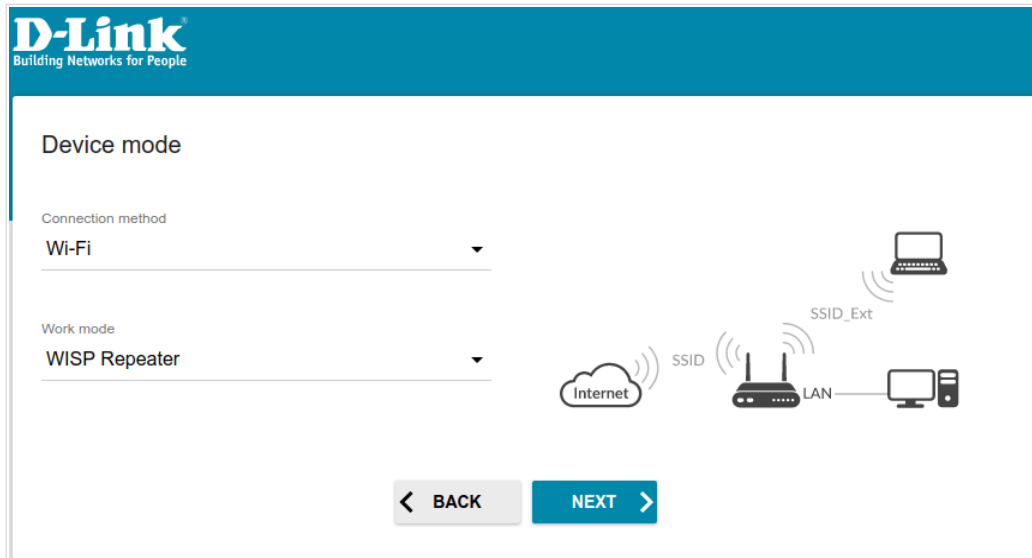 D-Link
Building Networks for People
Device mode
Connection method
Wi-Fi
Work mode
WISP Repeater
SSID_Ext
SSID
Internet
LAN
BACK
NEXT